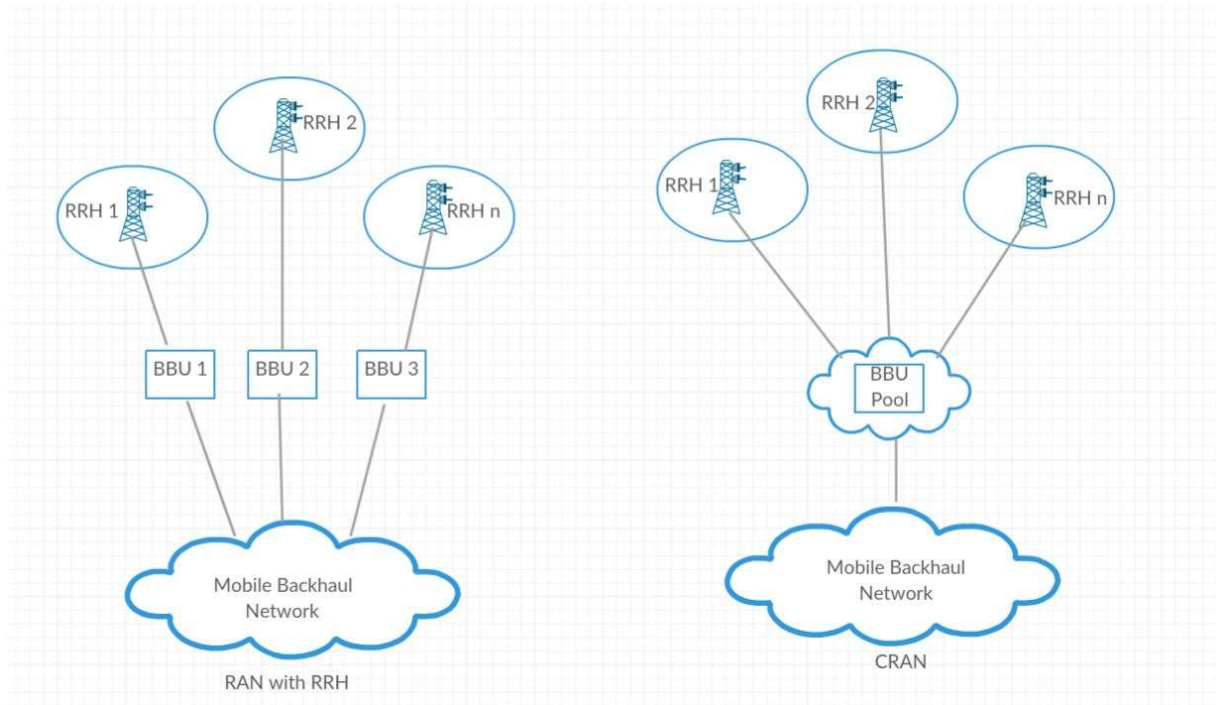 RRH 1
RRH 2
RRH n
BBU 1
BBU 2
BBU 3
Mobile Backhaul
Network
RAN with RRH
RRH 1
RRH 2
RRH n
BBU
Pool
Mobile Backhaul
Network
CRAN